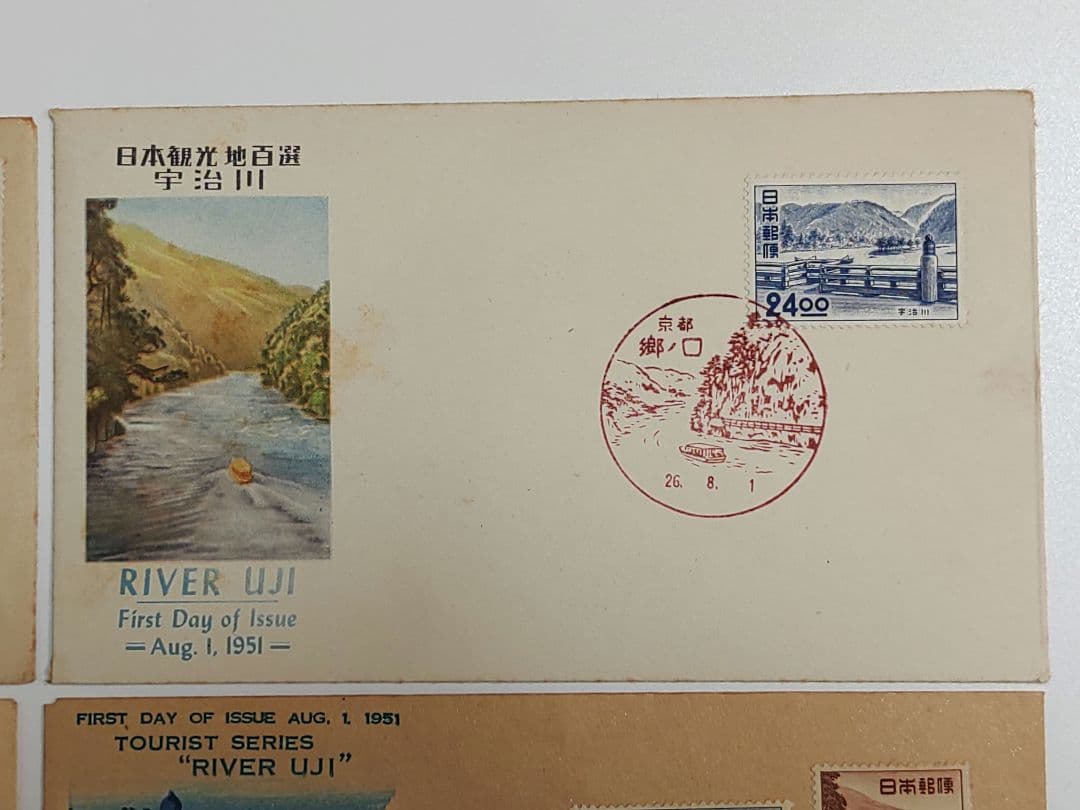 日本観光地百選
宇治川
RIVER UJI
First Day of Issue
Aug. 1, 1951
日本郵便
2400
宇治川
京都
郷ノ口
26. 8. 1
FIRST DAY OF ISSUE AUG. 1. 1951
TOURIST SERIES
"RIVER UJI"
日本郵便